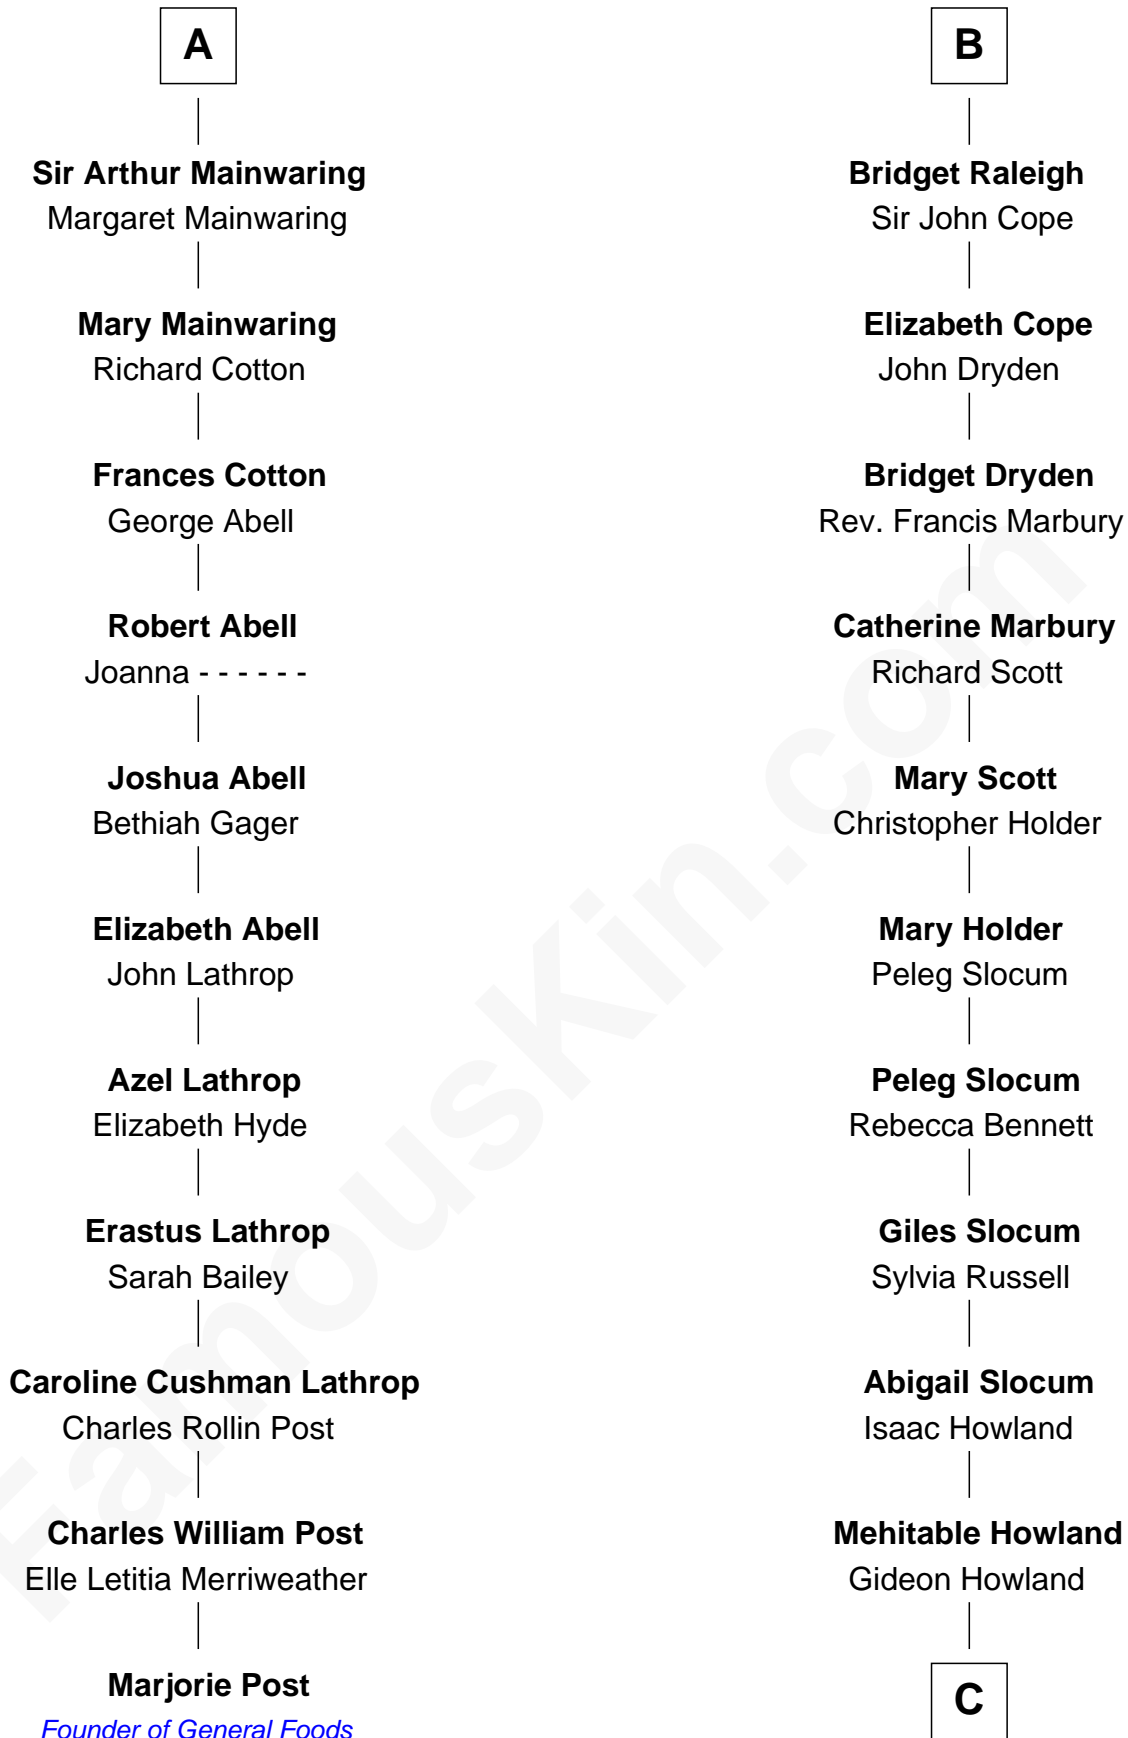 A
Sir Arthur Mainwaring
Margaret Mainwaring
Mary Mainwaring
Richard Cotton
Frances Cotton
George Abell
Robert Abell
Joanna - - - - - -
Joshua Abell
Bethiah Gager
Elizabeth Abell
John Lathrop
Azel Lathrop
Elizabeth Hyde
Erastus Lathrop
Sarah Bailey
Caroline Cushman Lathrop
Charles Rollin Post
Charles William Post
Elle Letitia Merriweather
Marjorie Post
Founder of General Foods
B
Bridget Raleigh
Sir John Cope
Elizabeth Cope
John Dryden
Bridget Dryden
Rev. Francis Marbury
Catherine Marbury
Richard Scott
Mary Scott
Christopher Holder
Mary Holder
Peleg Slocum
Peleg Slocum
Rebecca Bennett
Giles Slocum
Sylvia Russell
Abigail Slocum
Isaac Howland
Mehitable Howland
Gideon Howland
C
FamousKin.com